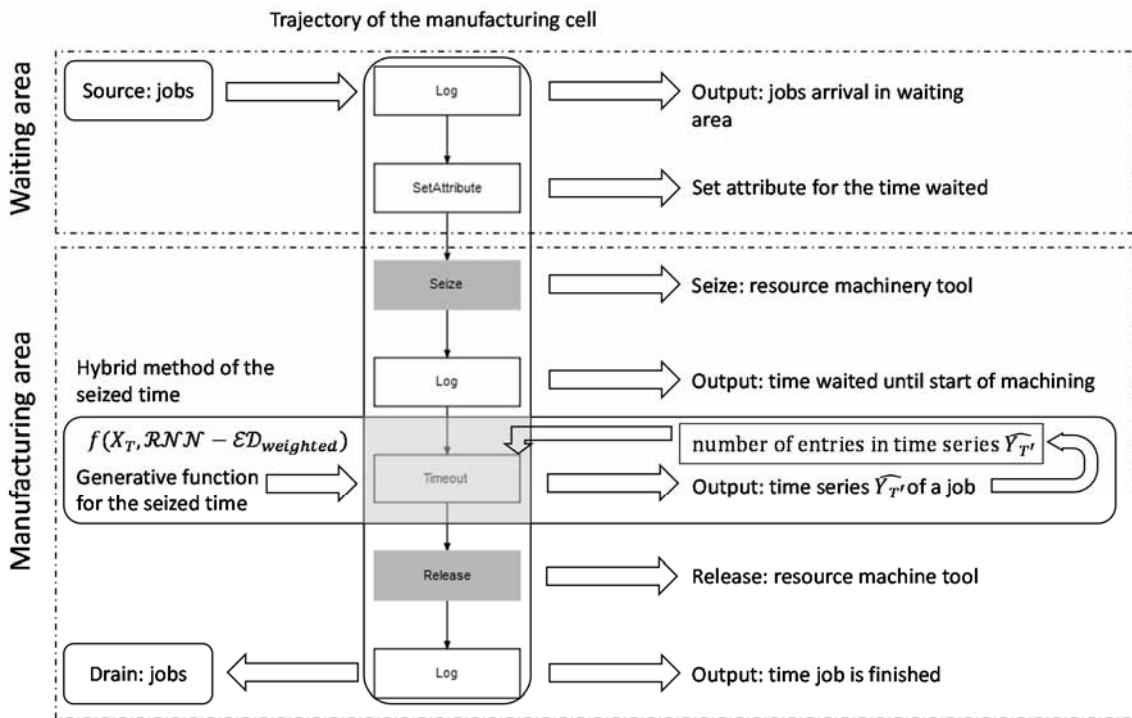 Trajectory of the manufacturing cell
Waiting area
Source: jobs
Log
Output: jobs arrival in waiting
area
SetAttribute
Set attribute for the time waited
Manufacturing area
Seize
Seize: resource machinery tool
Hybrid method of the
seized time
Log
Output: time waited until start of machining
f(X_T, 𝓡𝓝𝓝 − 𝓔𝓓_weighted)
number of entries in time series \widehat{Y_{T'}}
Generative function
for the seized time
Timeout
Output: time series \widehat{Y_{T'}} of a job
Release
Release: resource machine tool
Drain: jobs
Log
Output: time job is finished